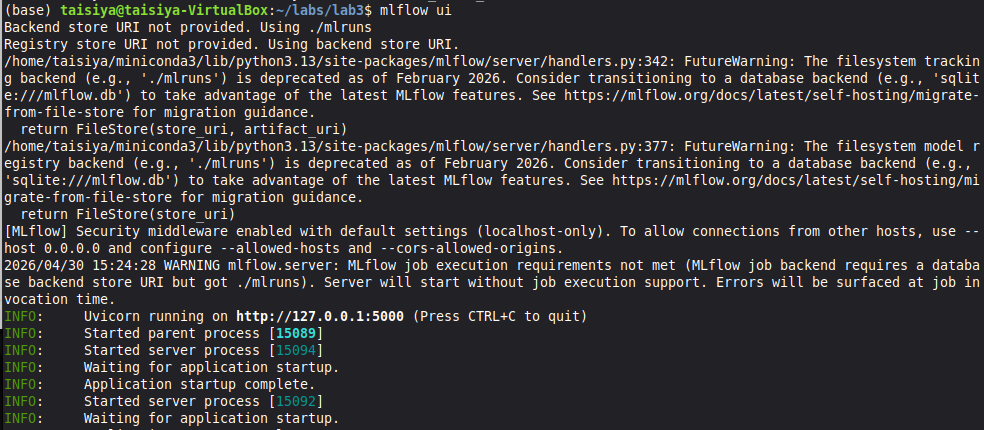 (base) taisiya@taisiya-VirtualBox:~/labs/lab3$ mlflow ui
Backend store URI not provided. Using ./mlruns
Registry store URI not provided. Using backend store URI.
/home/taisiya/miniconda3/lib/python3.13/site-packages/mlflow/server/handlers.py:342: FutureWarning: The filesystem trackin
g backend (e.g., './mlruns') is deprecated as of February 2026. Consider transitioning to a database backend (e.g., 'sqlit
e:///mlflow.db') to take advantage of the latest MLflow features. See https://mlflow.org/docs/latest/self-hosting/migrate-
from-file-store for migration guidance.
  return FileStore(store_uri, artifact_uri)
/home/taisiya/miniconda3/lib/python3.13/site-packages/mlflow/server/handlers.py:377: FutureWarning: The filesystem model r
egistry backend (e.g., './mlruns') is deprecated as of February 2026. Consider transitioning to a database backend (e.g.,
'sqlite:///mlflow.db') to take advantage of the latest MLflow features. See https://mlflow.org/docs/latest/self-hosting/mi
grate-from-file-store for migration guidance.
  return FileStore(store_uri)
[MLflow] Security middleware enabled with default settings (localhost-only). To allow connections from other hosts, use --
host 0.0.0.0 and configure --allowed-hosts and --cors-allowed-origins.
2026/04/30 15:24:28 WARNING mlflow.server: MLflow job execution requirements not met (MLflow job backend requires a databa
se backend store URI but got ./mlruns). Server will start without job execution support. Errors will be surfaced at job in
vocation time.
INFO:     Uvicorn running on http://127.0.0.1:5000 (Press CTRL+C to quit)
INFO:     Started parent process [15089]
INFO:     Started server process [15094]
INFO:     Waiting for application startup.
INFO:     Application startup complete.
INFO:     Started server process [15092]
INFO:     Waiting for application startup.